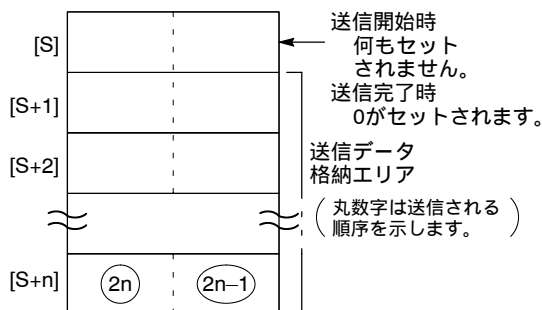 [S]
送信開始時
何もセット
されません。
送信完了時
0がセットされます。
[S+1]
[S+2]
送信データ
格納エリア
(丸数字は送信される
順序を示します。)
[S+n]
2n
2n–1